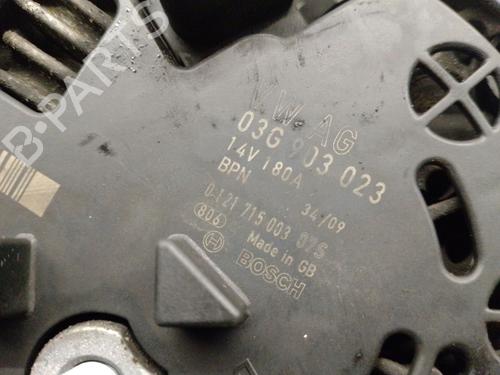 VW AG
03G 903 023
14V 180A
BPN 34/09
0 121 715 003 07S
806 Made in GB
BOSCH
B-PARTS